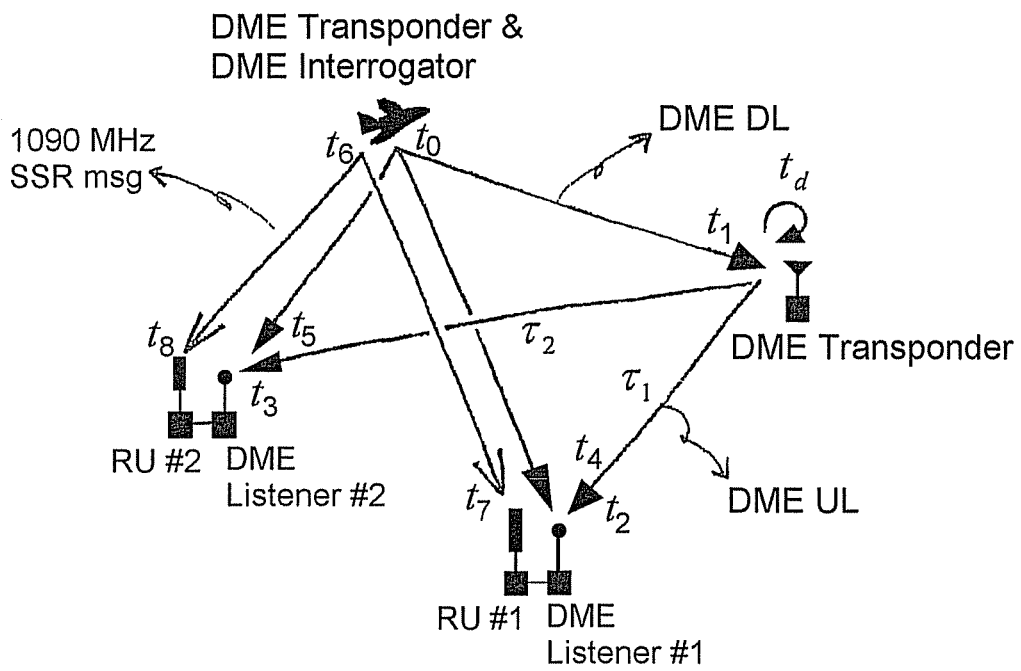 DME Transponder &
DME Interrogator
1090 MHz
SSR msg
t6
t0
DME DL
td
t1
t8
t5
τ2
DME Transponder
t3
τ1
RU #2
DME
Listener #2
t4
t7
t2
DME UL
RU #1
DME
Listener #1